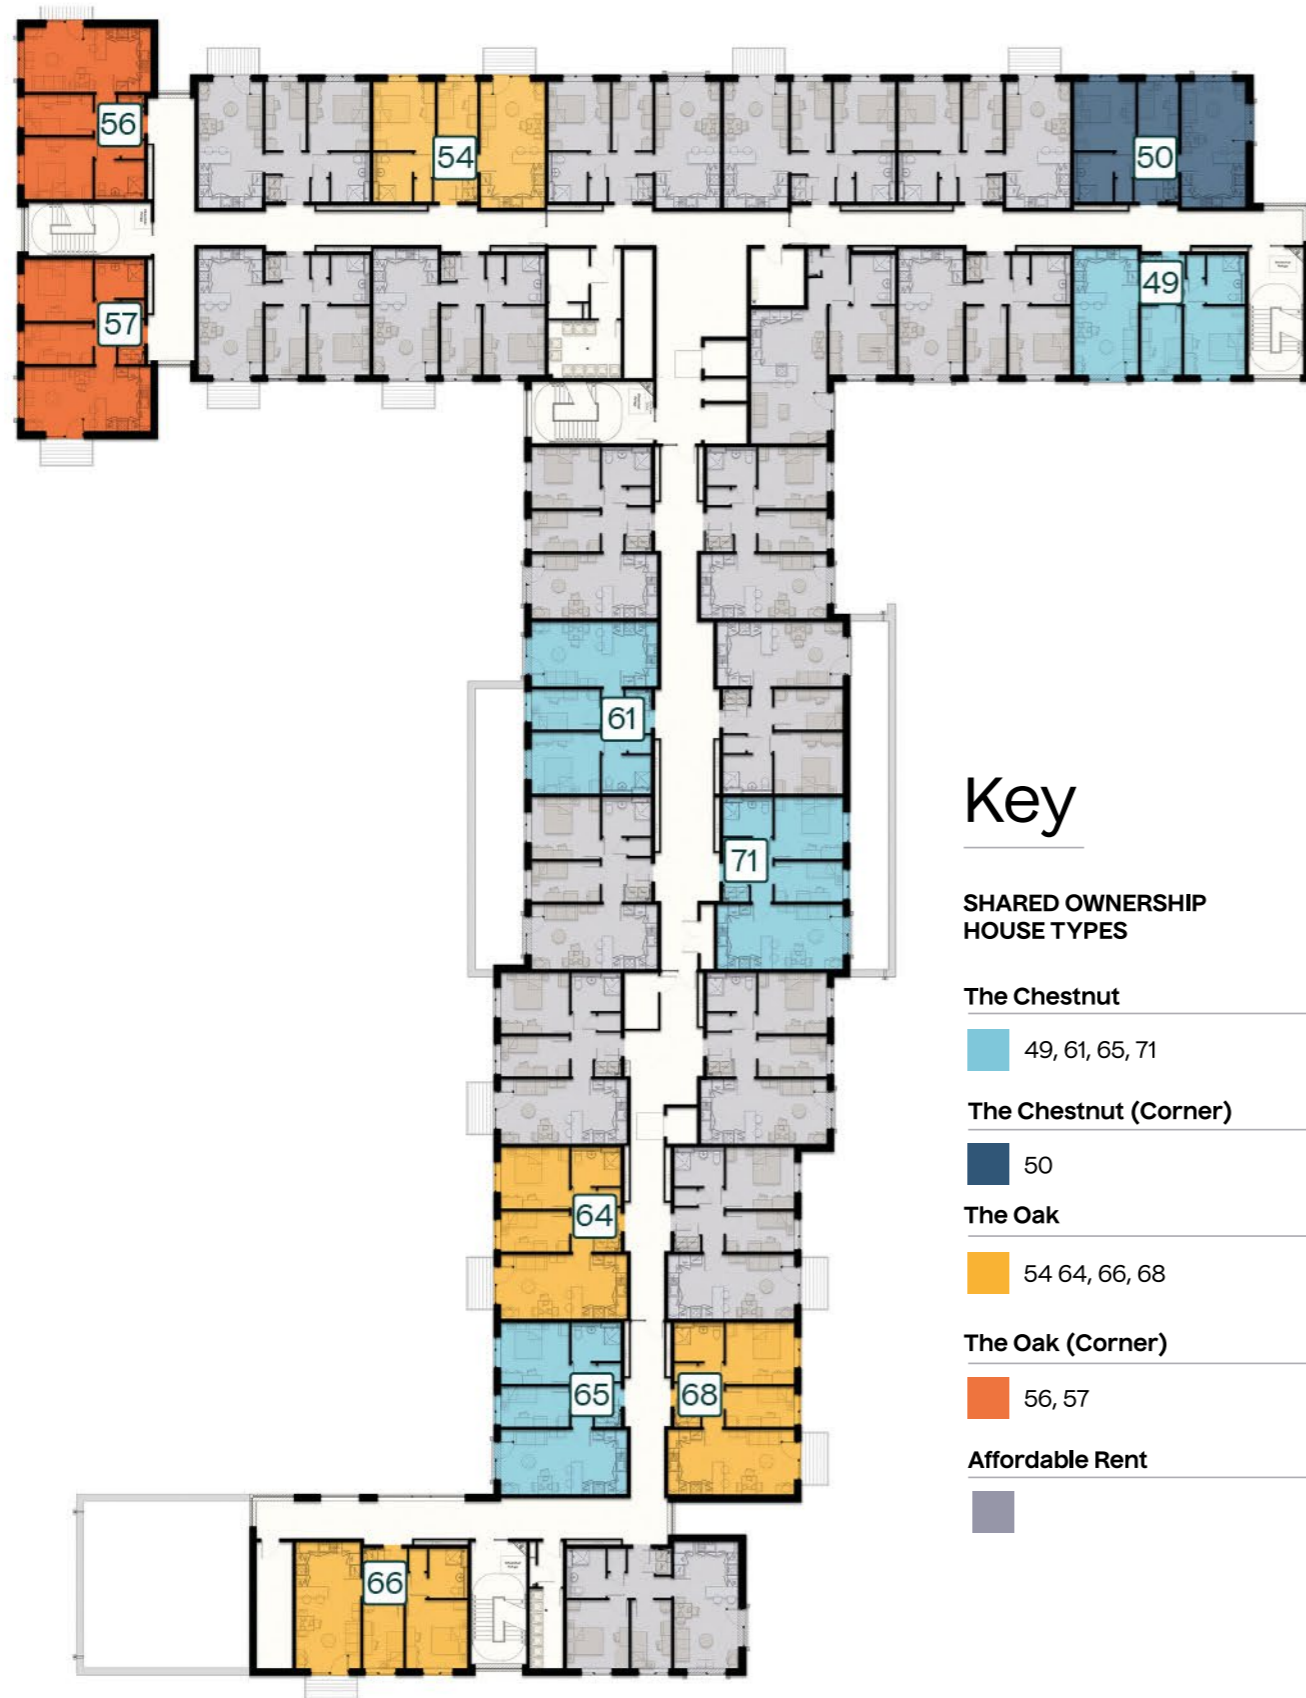 56
54
50
49
57
61
71
64
65
68
66
Key
SHARED OWNERSHIP
HOUSE TYPES
The Chestnut
49, 61, 65, 71
The Chestnut (Corner)
50
The Oak
54 64, 66, 68
The Oak (Corner)
56, 57
Affordable Rent